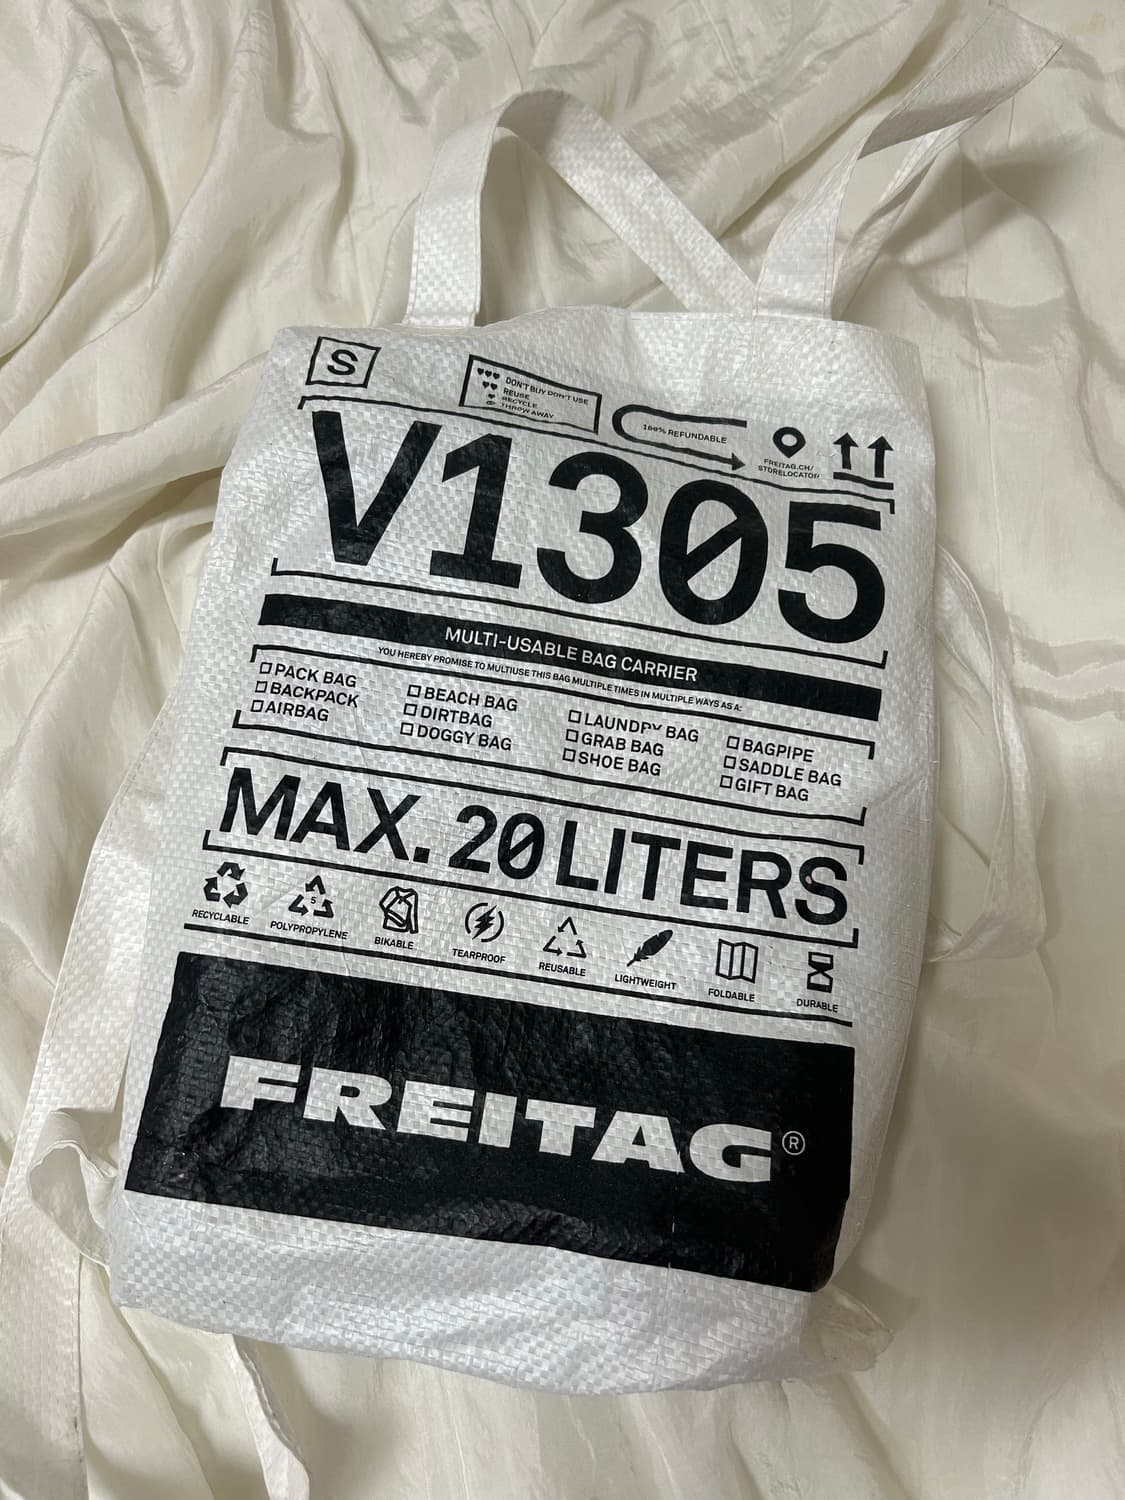 S
DON'T BUY DON'T USE
REUSE
RECYCLE
THROW AWAY
100% REFUNDABLE
FREITAG.CH/
STORELOCATOR
V1305
MULTI-USABLE BAG CARRIER
YOU HEREBY PROMISE TO MULTIUSE THIS BAG MULTIPLE TIMES IN MULTIPLE WAYS AS A:
PACK BAG
BACKPACK
AIRBAG
BEACH BAG
DIRTBAG
DOGGY BAG
LAUNDRY BAG
GRAB BAG
SHOE BAG
BAGPIPE
SADDLE BAG
GIFT BAG
MAX. 20 LITERS
RECYCLABLE
5
POLYPROPYLENE
BIKABLE
TEARPROOF
REUSABLE
LIGHTWEIGHT
FOLDABLE
DURABLE
FREITAG®